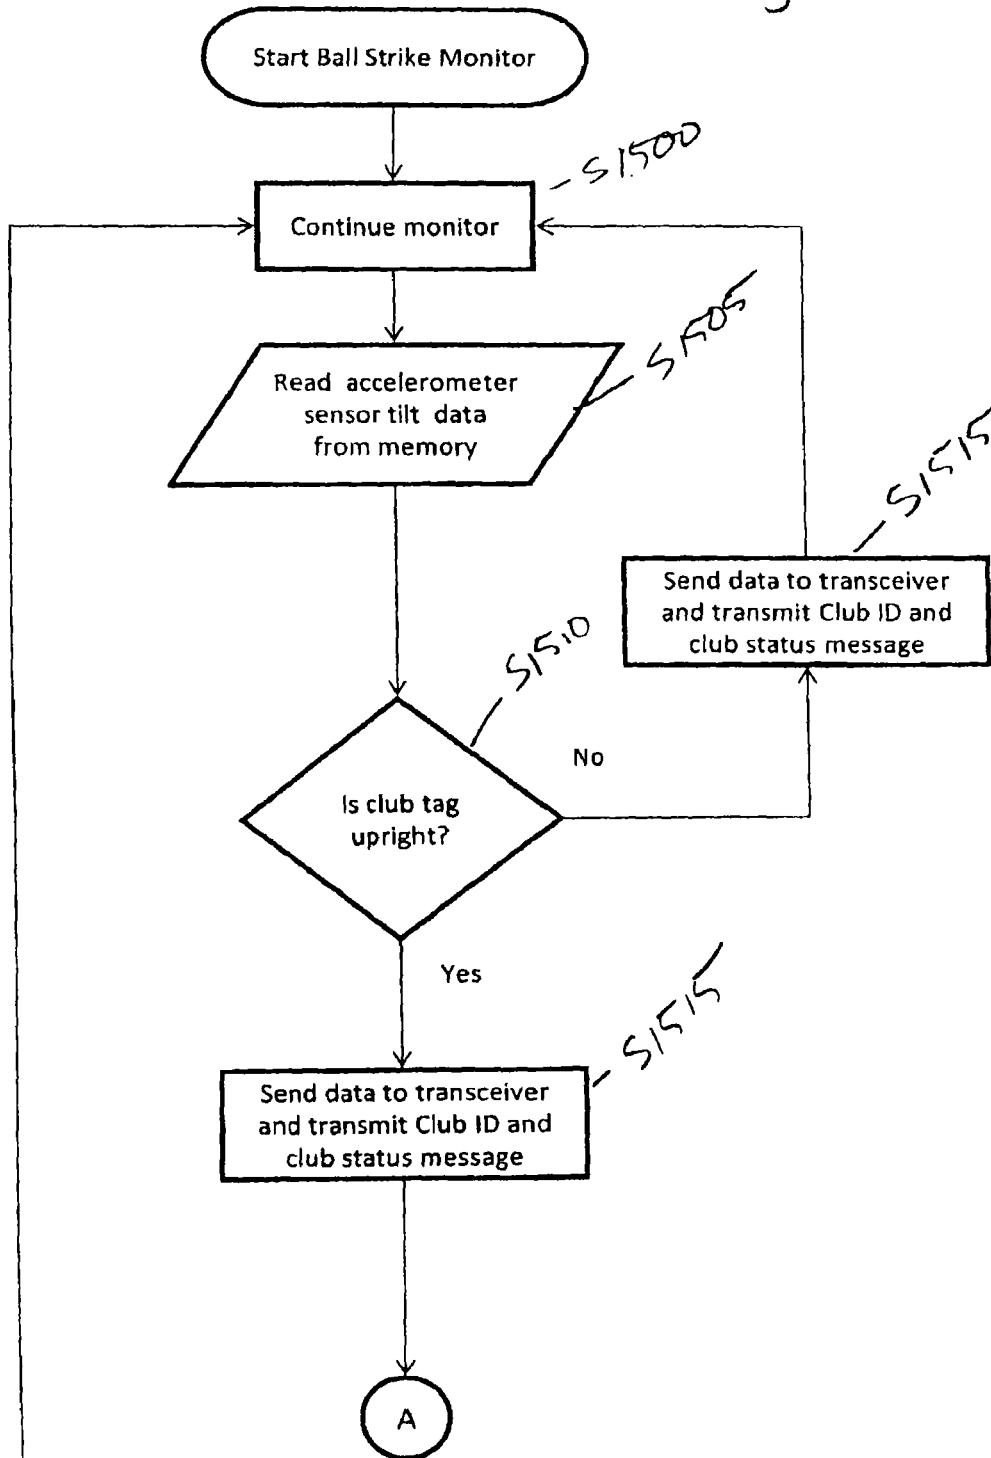 Start Ball Strike Monitor
S1500
Continue monitor
S1505
Read accelerometer
sensor tilt data
from memory
S1515
Send data to transceiver
and transmit Club ID and
club status message
S1510
No
Is club tag
upright?
Yes
S1515
Send data to transceiver
and transmit Club ID and
club status message
A